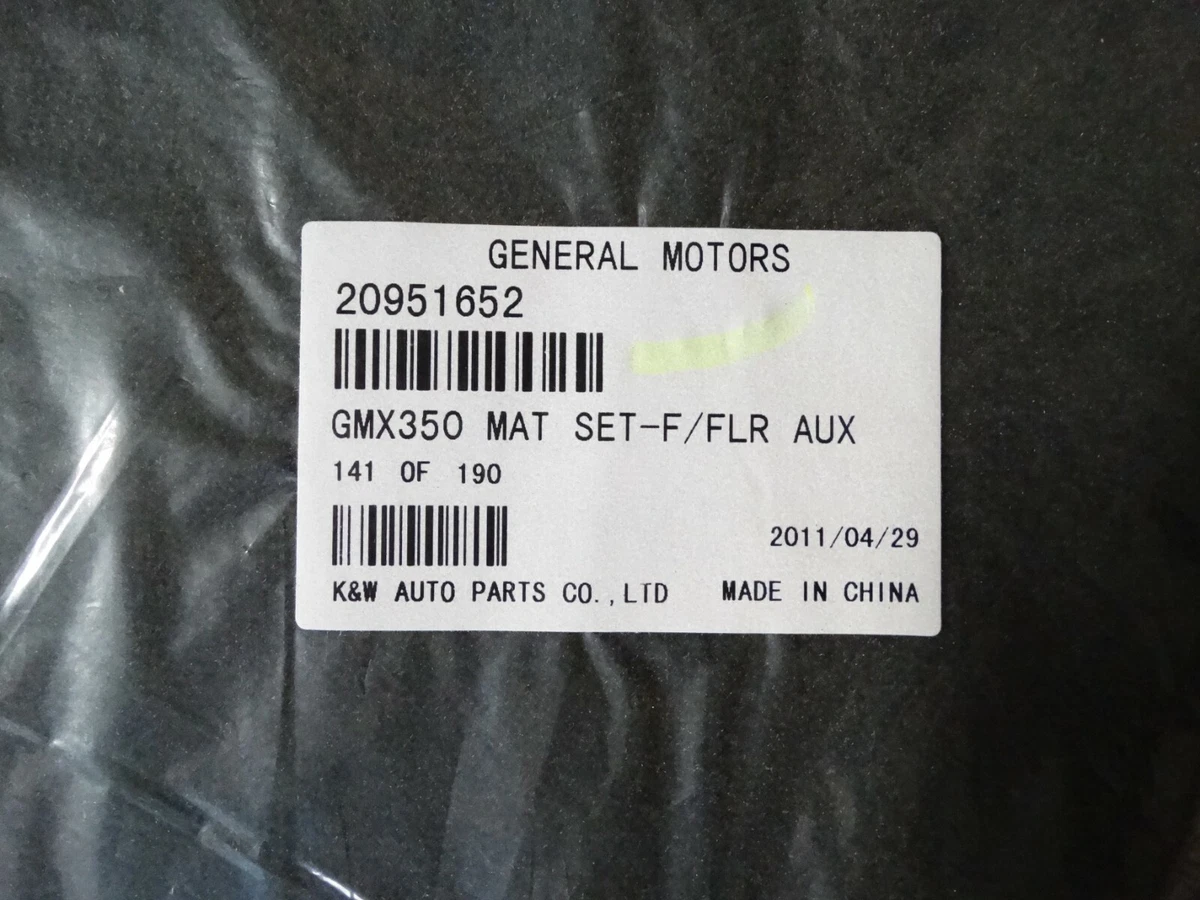 GENERAL MOTORS
20951652
GMX350 MAT SET-F/FLR AUX
141 OF 190
2011/04/29
K&W AUTO PARTS CO.,LTD MADE IN CHINA